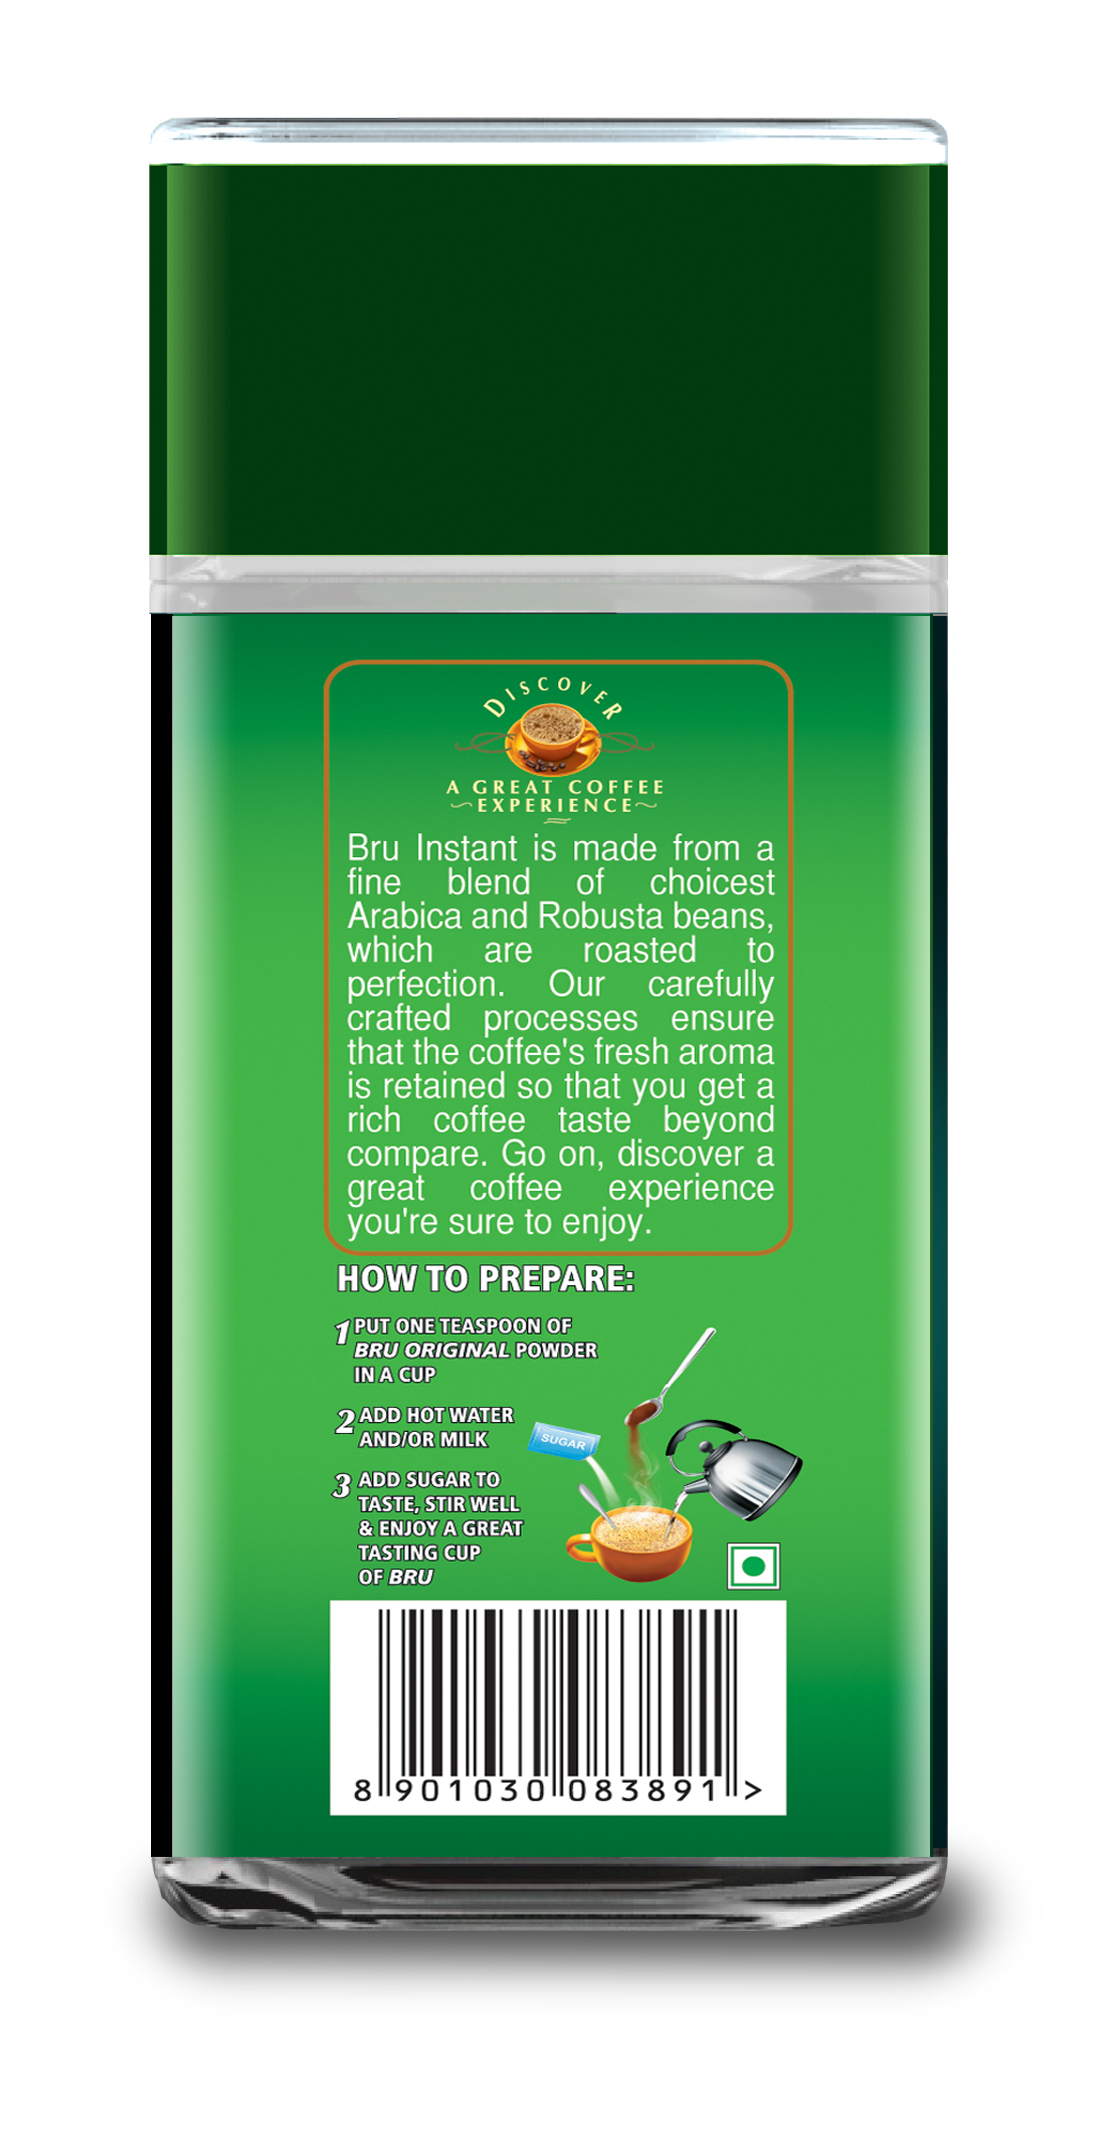 DISCOVER
A GREAT COFFEE
EXPERIENCE
Bru Instant is made from a
fine blend of choicest
Arabica and Robusta beans,
which are roasted to
perfection. Our carefully
crafted processes ensure
that the coffee's fresh aroma
is retained so that you get a
rich coffee taste beyond
compare. Go on, discover a
great coffee experience
you're sure to enjoy.
HOW TO PREPARE:
1 PUT ONE TEASPOON OF
BRU ORIGINAL POWDER
IN A CUP
2 ADD HOT WATER
AND/OR MILK
SUGAR
3 ADD SUGAR TO
TASTE, STIR WELL
& ENJOY A GREAT
TASTING CUP
OF BRU
8 901030 083891 >